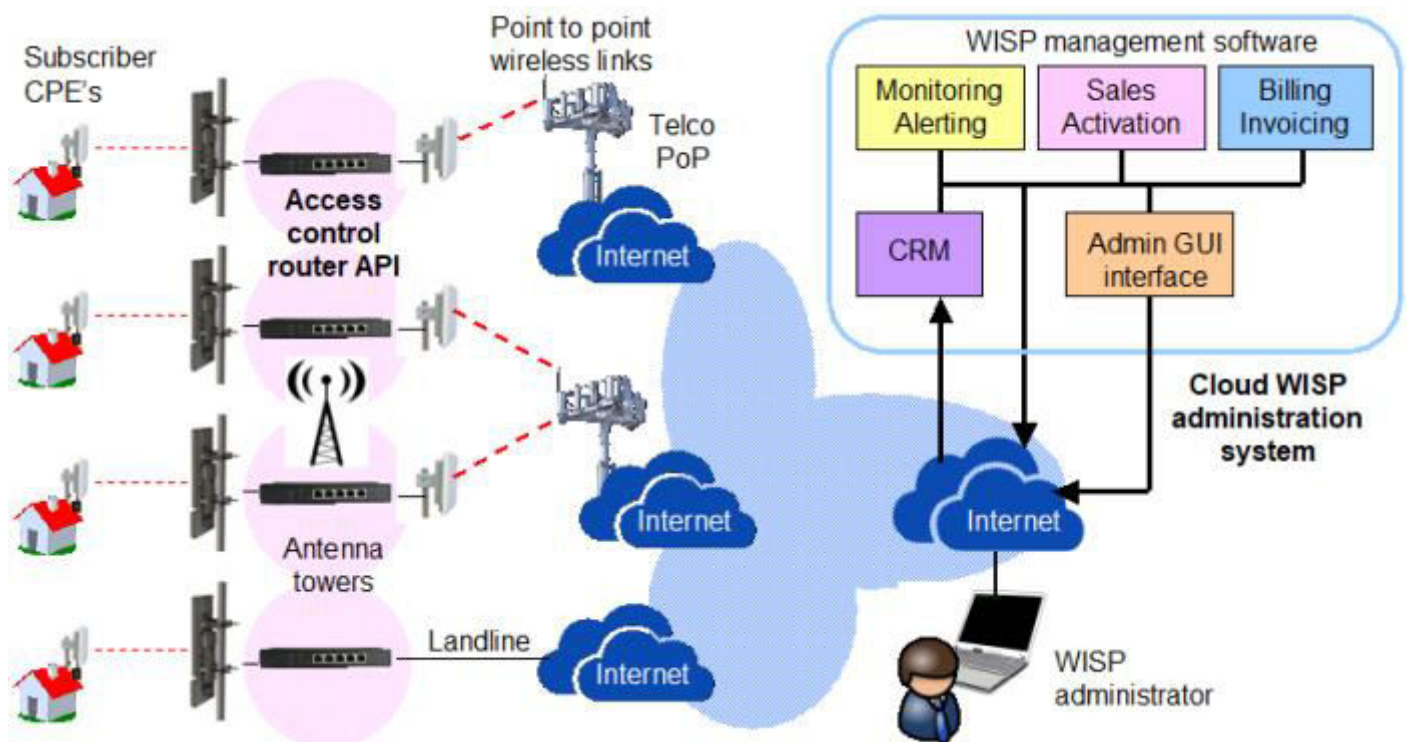 Subscriber
CPE's
Point to point
wireless links
Telco
PoP
Access
control
router API
Internet
Internet
Antenna
towers
Landline
Internet
WISP management software
Monitoring
Alerting
Sales
Activation
Billing
Invoicing
CRM
Admin GUI
interface
Cloud WISP
administration
system
Internet
WISP
administrator